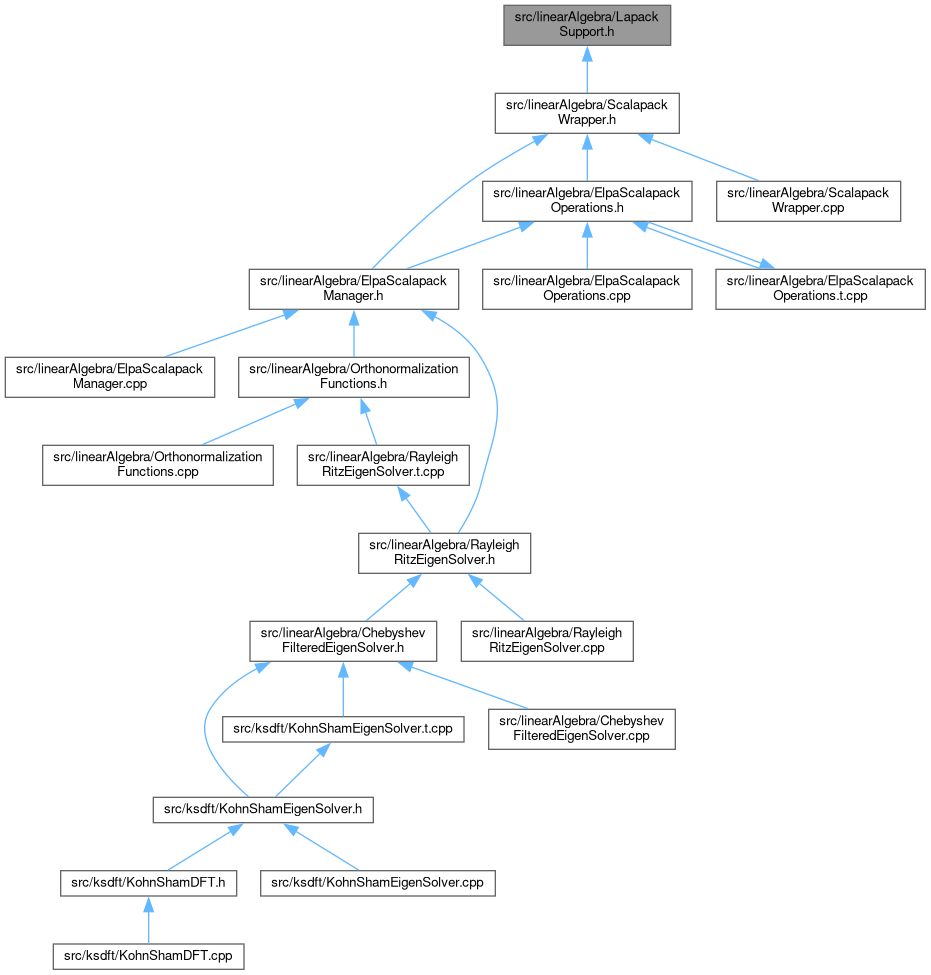 src/linearAlgebra/Lapack
Support.h
src/linearAlgebra/Scalapack
Wrapper.h
src/linearAlgebra/ElpaScalapack
Operations.h
src/linearAlgebra/Scalapack
Wrapper.cpp
src/linearAlgebra/ElpaScalapack
Manager.h
src/linearAlgebra/ElpaScalapack
Operations.cpp
src/linearAlgebra/ElpaScalapack
Operations.t.cpp
src/linearAlgebra/ElpaScalapack
Manager.cpp
src/linearAlgebra/Orthonormalization
Functions.h
src/linearAlgebra/Orthonormalization
Functions.cpp
src/linearAlgebra/Rayleigh
RitzEigenSolver.t.cpp
src/linearAlgebra/Rayleigh
RitzEigenSolver.h
src/linearAlgebra/Chebyshev
FilteredEigenSolver.h
src/linearAlgebra/Rayleigh
RitzEigenSolver.cpp
src/ksdft/KohnShamEigenSolver.t.cpp
src/linearAlgebra/Chebyshev
FilteredEigenSolver.cpp
src/ksdft/KohnShamEigenSolver.h
src/ksdft/KohnShamDFT.h
src/ksdft/KohnShamEigenSolver.cpp
src/ksdft/KohnShamDFT.cpp